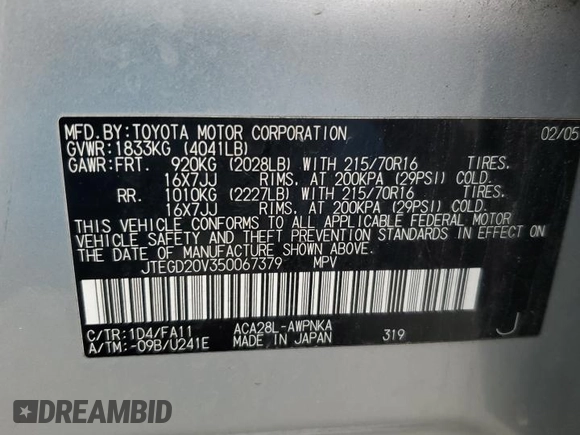 MFD.BY:TOYOTA MOTOR CORPORATION 02/05
GVWR:1833KG (4041LB)
GAWR:FRT. 920KG (2028LB) WITH 215/70R16 TIRES,
16X7JJ RIMS, AT 200KPA (29PSI) COLD.
RR. 1010KG (2227LB) WITH 215/70R16 TIRES,
16X7JJ RIMS, AT 200KPA (29PSI) COLD.
THIS VEHICLE CONFORMS TO ALL APPLICABLE FEDERAL MOTOR
VEHICLE SAFETY AND THEFT PREVENTION STANDARDS IN EFFECT ON
THE DATE OF MANUFACTURE SHOWN ABOVE.
JTEGD20V350067379 MPV
C/TR:1D4/FA11 ACA28L-AWPNKA
A/TM:-09B/U241E MADE IN JAPAN 319 J
DREAMBID